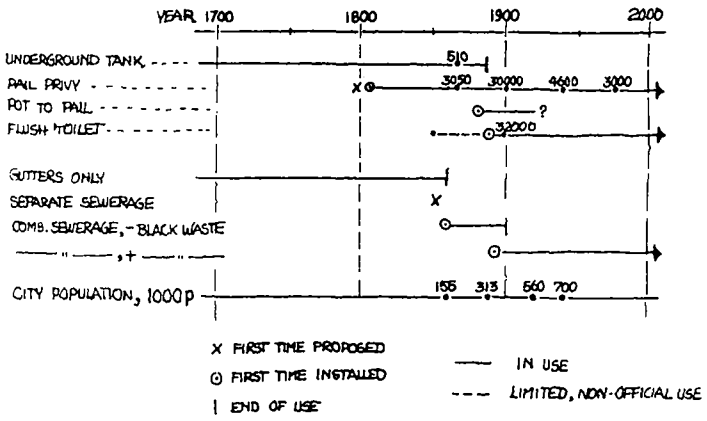 YEAR 1700 1800 1900 2000
UNDERGROUND TANK 510
PAIL PRIVY 3050 30000 4600 3000
POT TO PAIL ?
FLUSH TOILET 32000
GUTTERS ONLY
SEPARATE SEWERAGE
COMB. SEWERAGE, - BLACK WASTE
—— " ——, + —— " ——
CITY POPULATION, 1000 p 155 313 560 700
X FIRST TIME PROPOSED
⊙ FIRST TIME INSTALLED
| END OF USE
—— IN USE
---- LIMITED, NON-OFFICIAL USE